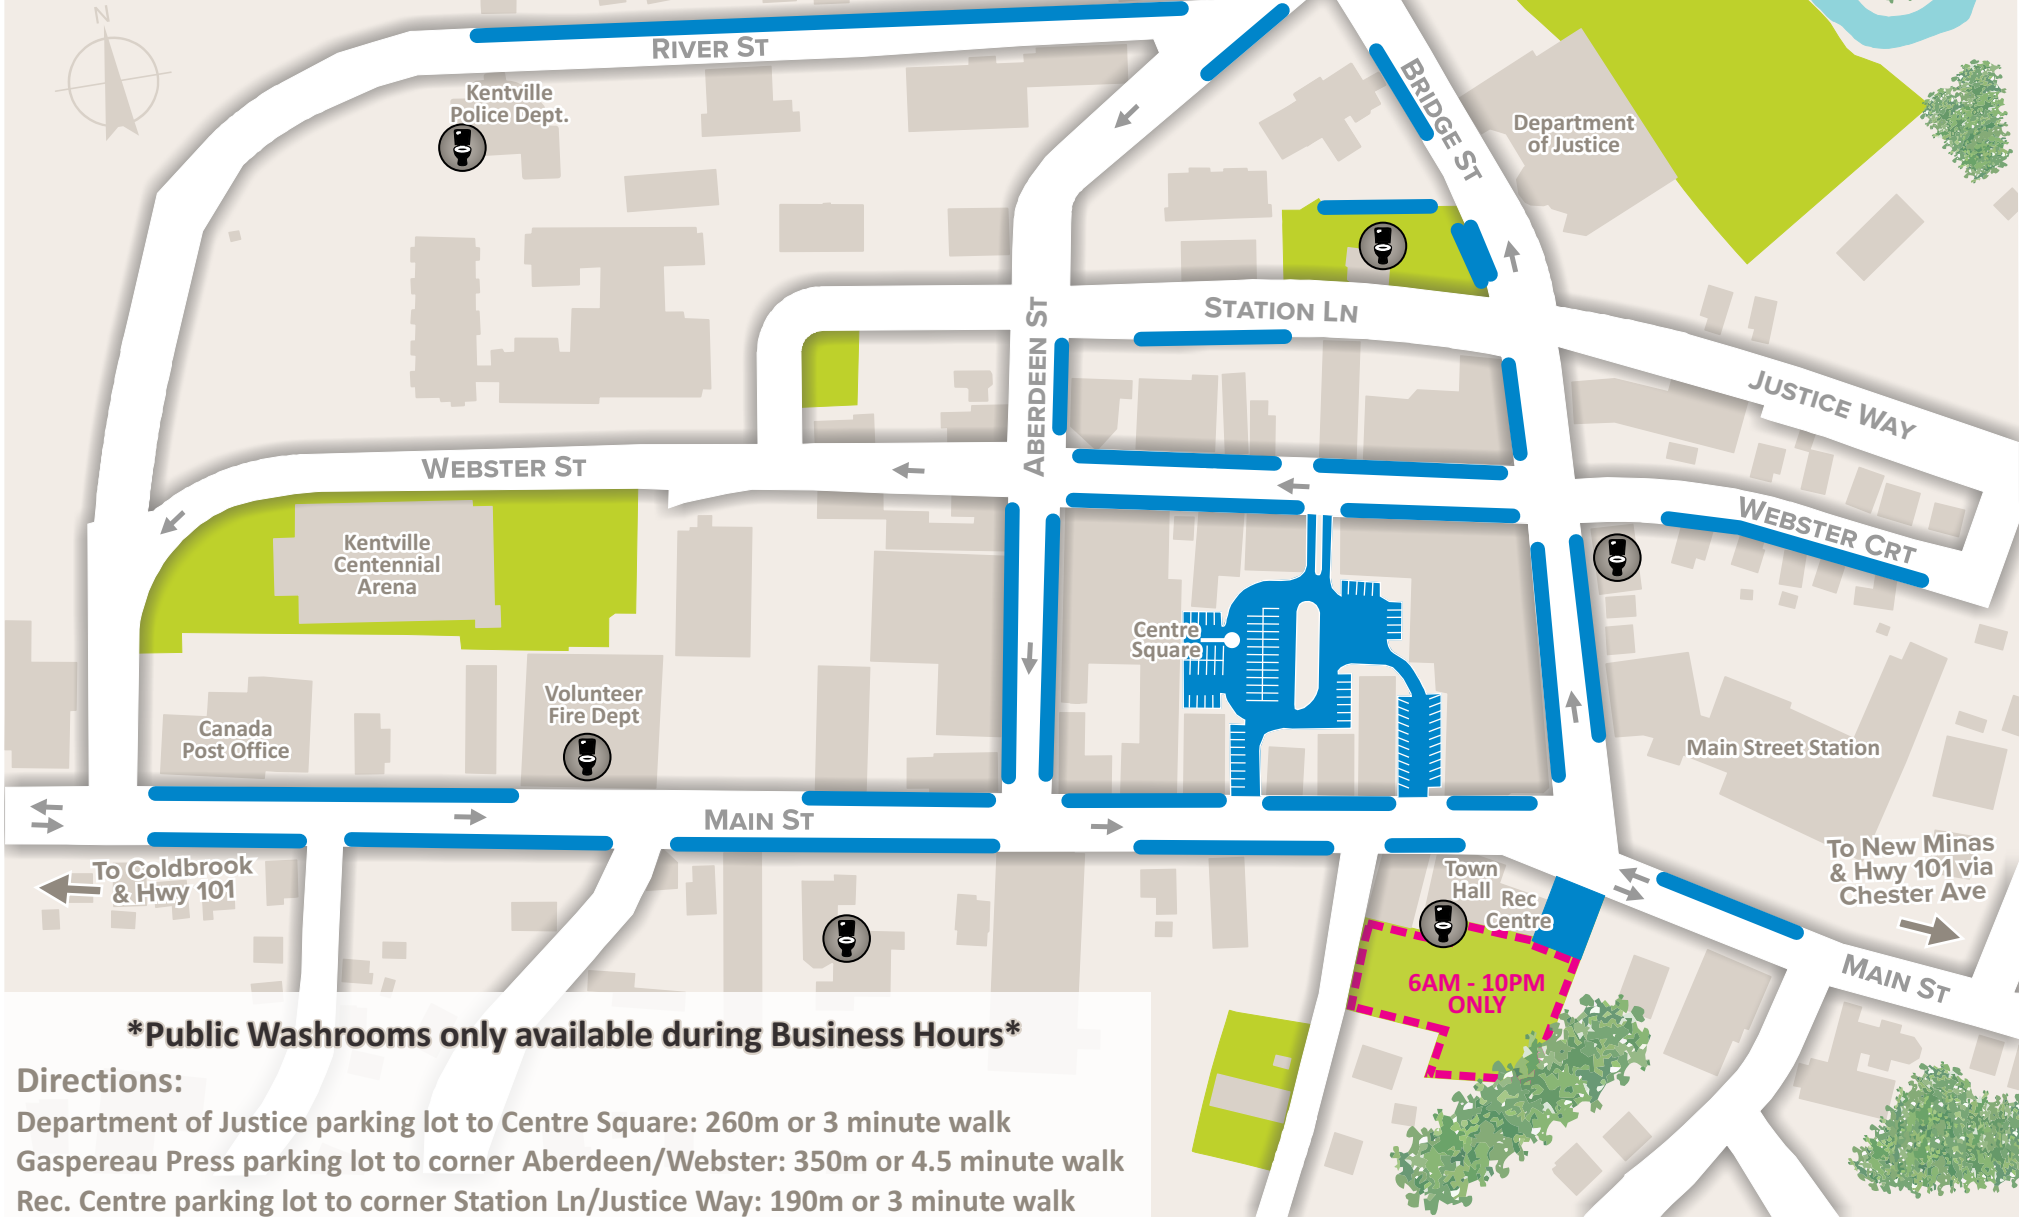 N
RIVER ST
Kentville
Police Dept.
BRIDGE ST
Department
of Justice
STATION LN
ABERDEEN ST
JUSTICE WAY
WEBSTER ST
WEBSTER CRT
Kentville
Centennial
Arena
Centre
Square
Volunteer
Fire Dept
Canada
Post Office
Main Street Station
MAIN ST
To Coldbrook
& Hwy 101
To New Minas
& Hwy 101 via
Chester Ave
Town
Hall
Rec
Centre
MAIN ST
6AM - 10PM
ONLY
*Public Washrooms only available during Business Hours*
Directions:
Department of Justice parking lot to Centre Square: 260m or 3 minute walk
Gaspereau Press parking lot to corner Aberdeen/Webster: 350m or 4.5 minute walk
Rec. Centre parking lot to corner Station Ln/Justice Way: 190m or 3 minute walk